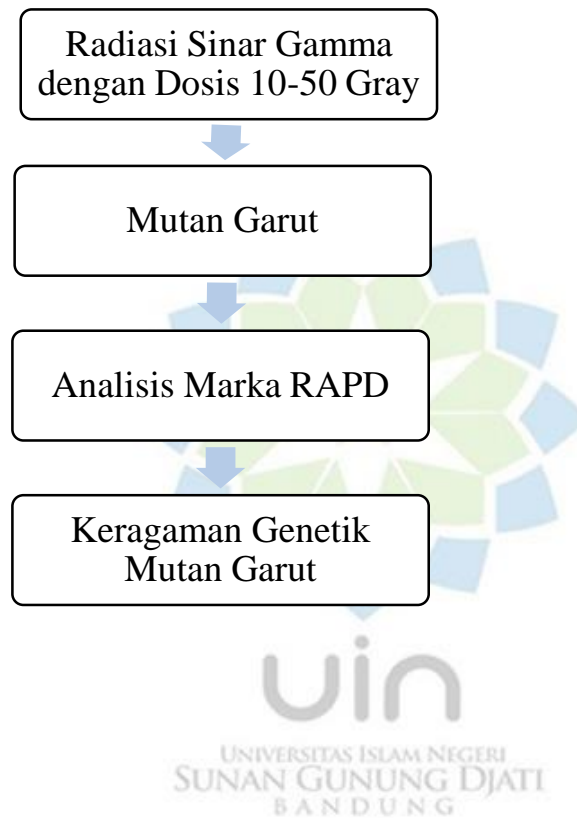 Radiasi Sinar Gamma
dengan Dosis 10-50 Gray
Mutan Garut
Analisis Marka RAPD
Keragaman Genetik
Mutan Garut
uin
UNIVERSITAS ISLAM NEGERI
SUNAN GUNUNG DJATI
BANDUNG